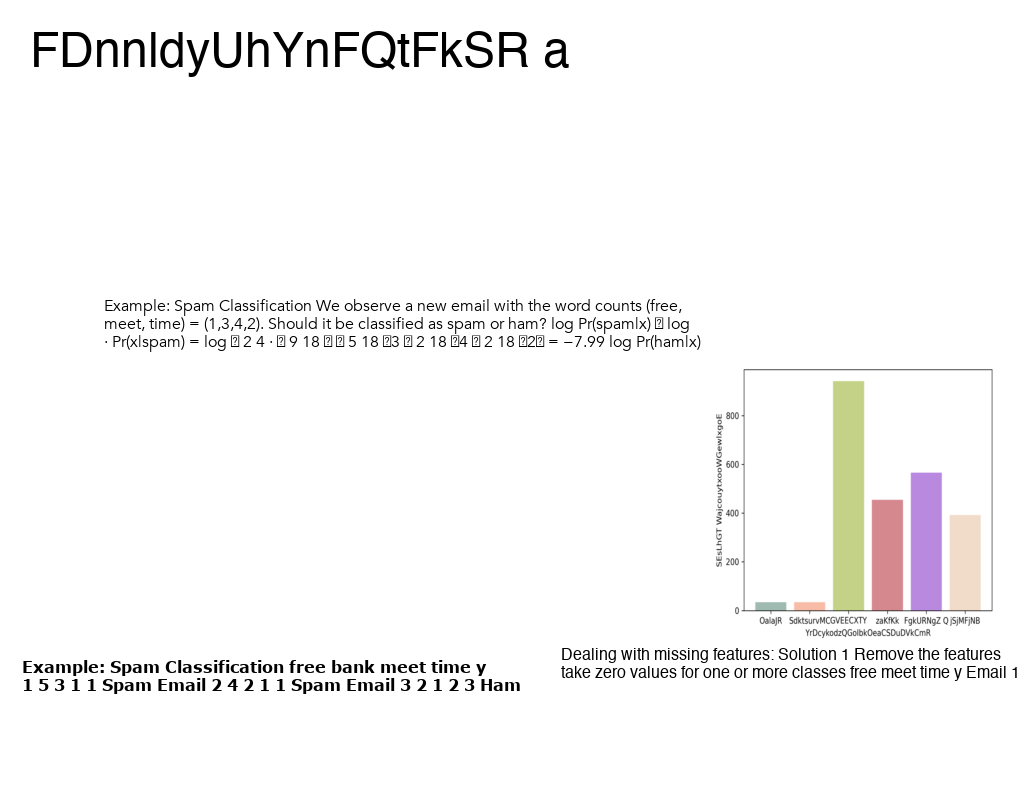 FDnnldyUhYnFQtFkSR a
Example: Spam Classification We observe a new email with the word counts (free,
meet, time) = (1,3,4,2). Should it be classified as spam or ham? log Pr(spam|x) log
· Pr(x|spam) = log 2 4 · 9 18 5 18 3 2 18 4 2 18 2 = −7.99 log Pr(ham|x)
SEsLhGT WajcouytxooWGewIxgoE
800
600
400
200
0
OalaJR SdktsurvM CGVEECXTY zaKfKk FgkURNgZ Q jSjMFjNB
YrDcykodzQGolbkOeaCSDuDVkCmR
Dealing with missing features: Solution 1 Remove the features
take zero values for one or more classes free meet time y Email 1
Example: Spam Classification free bank meet time y
1 5 3 1 1 Spam Email 2 4 2 1 1 Spam Email 3 2 1 2 3 Ham